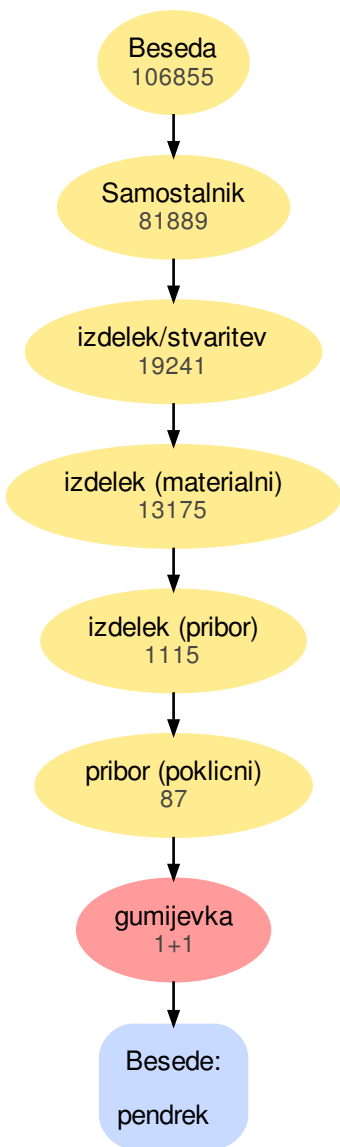 Beseda
106855
Samostalnik
81889
izdelek/stvaritev
19241
izdelek (materialni)
13175
izdelek (pribor)
1115
pribor (poklicni)
87
gumijevka
1+1
Besede:
pendrek